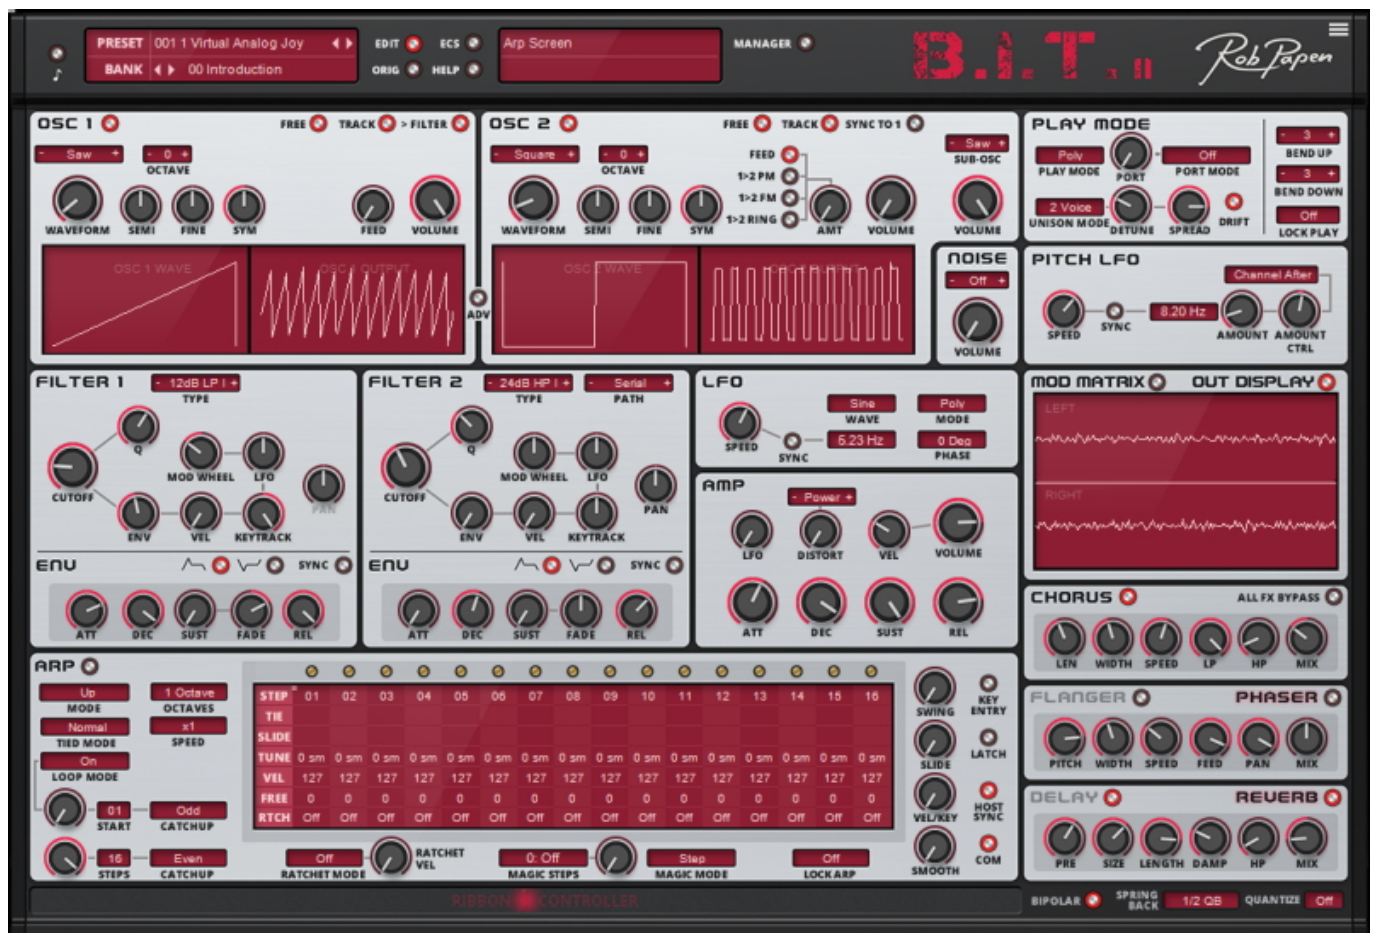 PRESET 001 1 Virtual Analog Joy
BANK 00 Introduction
EDIT ECS
ORIG HELP
Arp Screen
MANAGER
B.I.T. II
Rob Papen
OSC 1 FREE TRACK > FILTER
- Saw + - 0 +
OCTAVE
WAVEFORM SEMI FINE SYM FEED VOLUME
OSC 1 WAVE OSC 1 OUTPUT
ADV
OSC 2 FREE TRACK SYNC TO 1
- Square + - 0 +
OCTAVE
FEED
1>2 PM
1>2 FM
1>2 RING
- Saw +
SUB-OSC
WAVEFORM SEMI FINE SYM AMT VOLUME VOLUME
OSC 2 WAVE OSC 2 OUTPUT
NOISE
- Off +
VOLUME
PLAY MODE
Poly Off
PLAY MODE PORT PORT MODE
2 Voice
UNISON MODE DETUNE SPREAD DRIFT
- 3 +
BEND UP
- 3 +
BEND DOWN
Off
LOCK PLAY
PITCH LFO
Channel After
8.20 Hz
SPEED SYNC AMOUNT AMOUNT
CTRL
FILTER 1 - 12dB LP I +
TYPE
Q
MOD WHEEL LFO
CUTOFF PAN
ENV VEL KEYTRACK
ENV SYNC
ATT DEC SUST FADE REL
FILTER 2 - 24dB HP I + - Serial +
TYPE PATH
Q
MOD WHEEL LFO
CUTOFF PAN
ENV VEL KEYTRACK
ENV SYNC
ATT DEC SUST FADE REL
LFO
Sine Poly
WAVE MODE
SPEED 5.23 Hz 0 Deg
SYNC PHASE
AMP
- Power +
LFO DISTORT VEL VOLUME
ATT DEC SUST REL
MOD MATRIX OUT DISPLAY
LEFT
RIGHT
CHORUS ALL FX BYPASS
LEN WIDTH SPEED LP HP MIX
FLANGER PHASER
PITCH WIDTH SPEED FEED PAN MIX
DELAY REVERB
PRE SIZE LENGTH DAMP HP MIX
ARP
Up 1 Octave
MODE OCTAVES
Normal x1
TIED MODE SPEED
On
LOOP MODE
01 Odd
START CATCHUP
16 Even
STEPS CATCHUP
STEP 01 02 03 04 05 06 07 08 09 10 11 12 13 14 15 16
TIE
SLIDE
TUNE 0 sm 0 sm 0 sm 0 sm 0 sm 0 sm 0 sm 0 sm 0 sm 0 sm 0 sm 0 sm 0 sm 0 sm 0 sm 0 sm
VEL 127 127 127 127 127 127 127 127 127 127 127 127 127 127 127 127
FREE 0 0 0 0 0 0 0 0 0 0 0 0 0 0 0 0
RTCH Off Off Off Off Off Off Off Off Off Off Off Off Off Off Off Off
Off RATCHET VEL 0: Off Step Off
RATCHET MODE MAGIC STEPS MAGIC MODE LOCK ARP
SWING KEY ENTRY
SLIDE LATCH
VEL/KEY HOST SYNC
SMOOTH COM
RIBBON CONTROLLER
BIPOLAR SPRING BACK 1/2 QB QUANTIZE Off